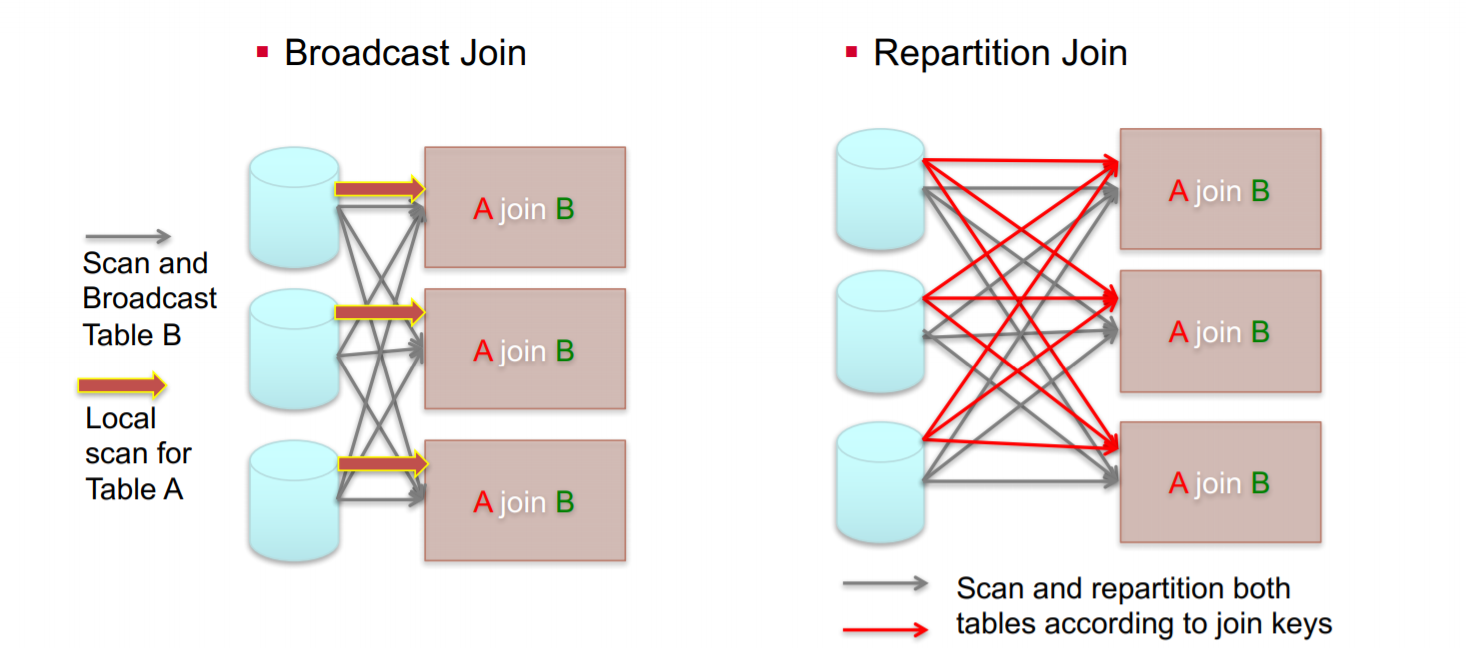 Broadcast Join
Scan and
Broadcast
Table B
Local
scan for
Table A
A join B
A join B
A join B
Repartition Join
A join B
A join B
A join B
Scan and repartition both
tables according to join keys